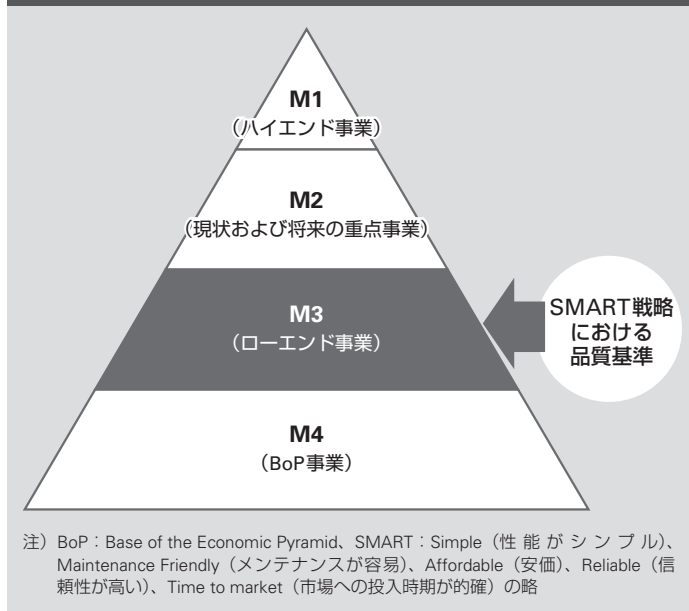 M1
（ハイエンド事業）
M2
（現状および将来の重点事業）
M3
（ローエンド事業）
SMART戦略
における
品質基準
M4
（BoP事業）
注）BoP：Base of the Economic Pyramid、SMART：Simple（性能がシンプル）、
Maintenance Friendly（メンテナンスが容易）、Affordable（安価）、Reliable（信
頼性が高い）、Time to market（市場への投入時期が的確）の略